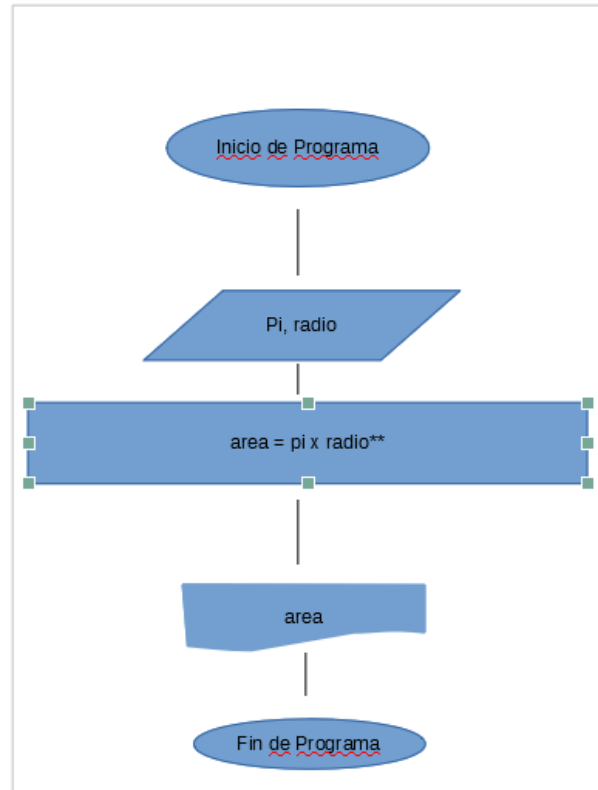 Inicio de Programa
Pi, radio
area = pi x radio**
area
Fin de Programa